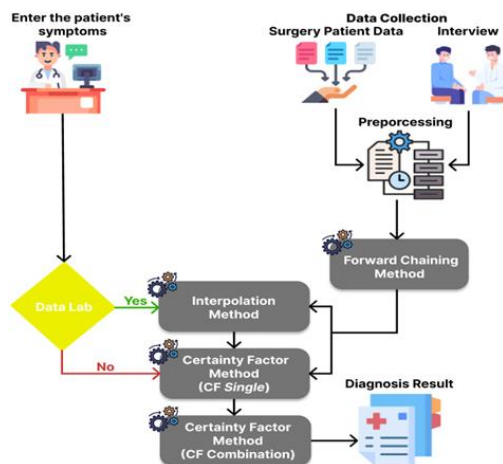 Enter the patient's
symptoms
Data Collection
Surgery Patient Data
Interview
Preporcessing
Forward Chaining
Method
Data Lab
Yes
Interpolation
Method
No
Certainty Factor
Method
(CF Single)
Diagnosis Result
Certainty Factor
Method
(CF Combination)